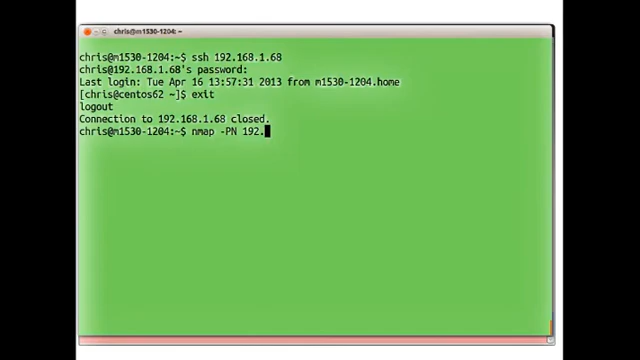 chris@m1530-1204: ~
chris@m1530-1204:~$ ssh 192.168.1.68
chris@192.168.1.68's password:
Last login: Tue Apr 16 13:57:31 2013 from m1530-1204.home
[chris@centos62 ~]$ exit
logout
Connection to 192.168.1.68 closed.
chris@m1530-1204:~$ nmap -PN 192.